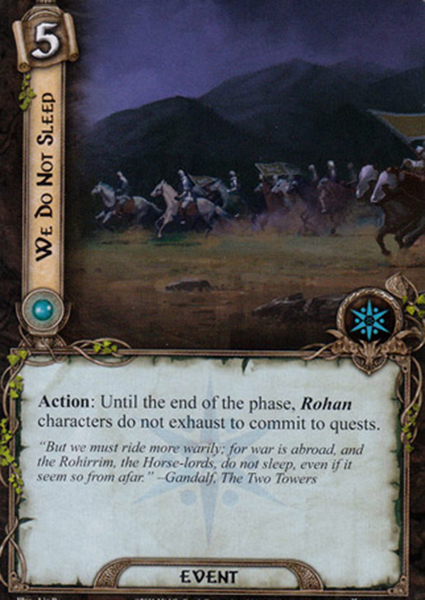 5
We Do Not Sleep
Action: Until the end of the phase, Rohan
characters do not exhaust to commit to quests.
"But we must ride more warily; for war is abroad, and
the Rohirrim, the Horse-lords, do not sleep, even if it
seem so from afar." –Gandalf, The Two Towers
EVENT